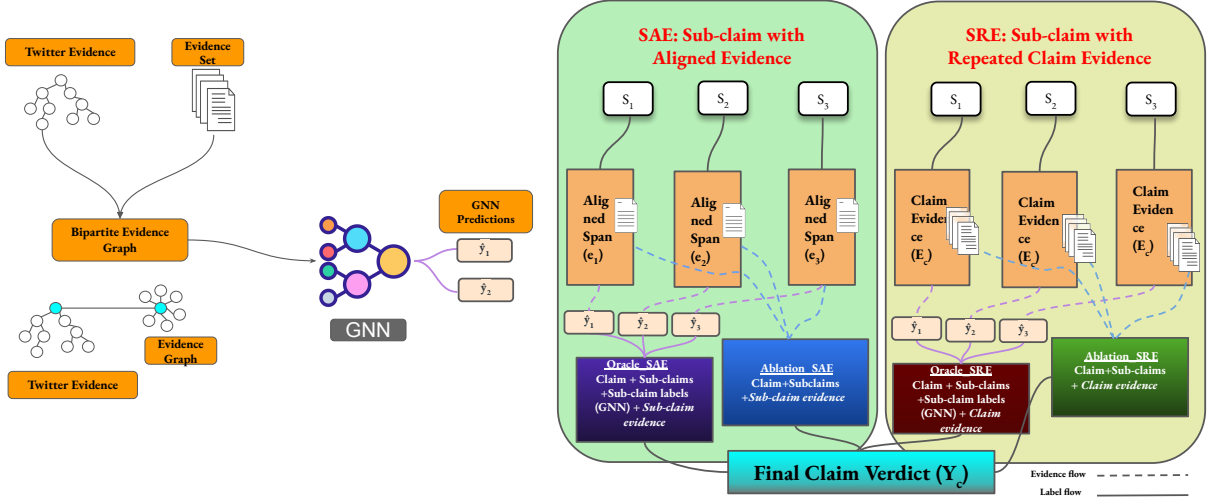 Twitter Evidence
Evidence
Set
Bipartite Evidence
Graph
Evidence
Graph
Twitter Evidence
GNN
GNN
Predictions
ŷ1
ŷ2
SAE: Sub-claim with
Aligned Evidence
S1
S2
S3
Alig
ned
Span
(e1)
Alig
ned
Span
(e2)
Alig
ned
Span
(e3)
ŷ1
ŷ2
ŷ3
Oracle_SAE
Claim + Sub-claims
+Sub-claim labels
(GNN) + Sub-claim
evidence
Ablation_SAE
Claim+Subclaims
+Sub-claim evidence
SRE: Sub-claim with
Repeated Claim Evidence
S1
S2
S3
Claim
Eviden
ce
(Ec)
Claim
Eviden
ce
(Ec)
Claim
Eviden
ce
(Ec)
ŷ1
ŷ2
ŷ3
Oracle_SRE
Claim + Sub-claims
+Sub-claim labels
(GNN) + Claim
evidence
Ablation_SRE
Claim+Sub-claims
+ Claim evidence
Final Claim Verdict (Yc)
Evidence flow
Label flow